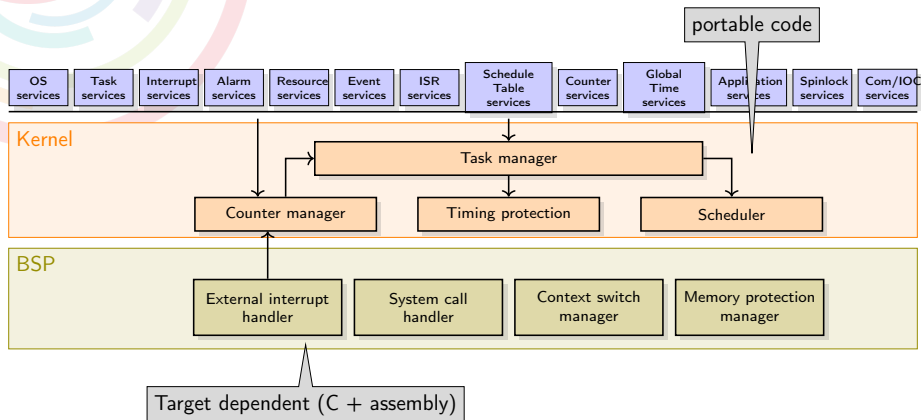 portable code
OS
services
Task
services
Interrupt
services
Alarm
services
Resource
services
Event
services
ISR
services
Schedule
Table
services
Counter
services
Global
Time
services
Application
services
Spinlock
services
Com/IOC
services
Kernel
Task manager
Counter manager
Timing protection
Scheduler
BSP
External interrupt
handler
System call
handler
Context switch
manager
Memory protection
manager
Target dependent (C + assembly)